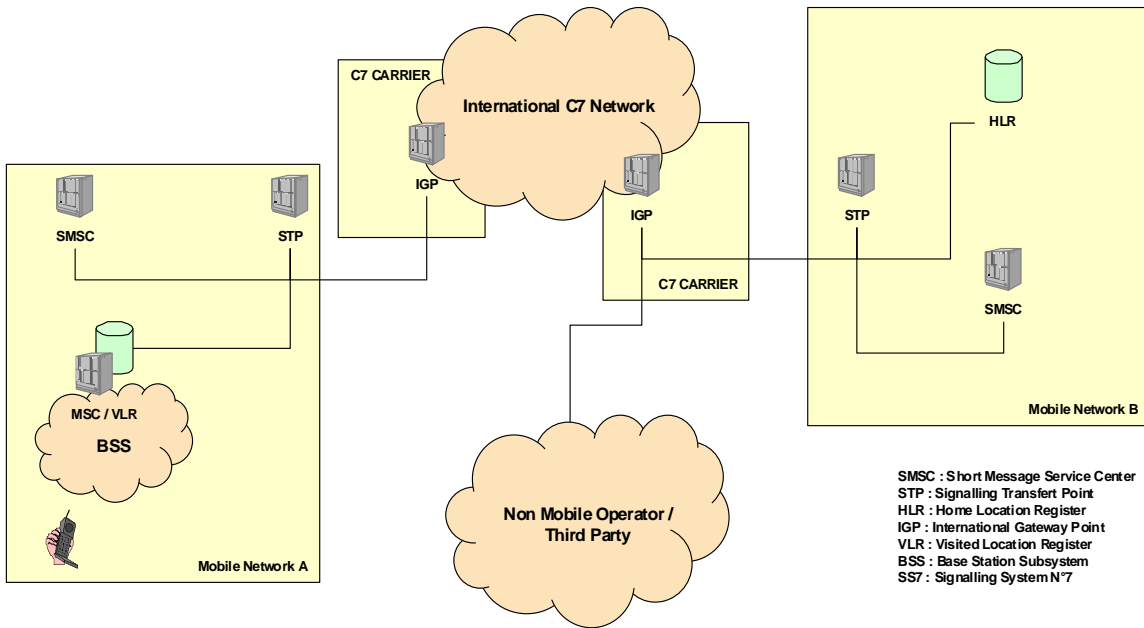 C7 CARRIER
International C7 Network
IGP
IGP
C7 CARRIER
SMSC
STP
MSC / VLR
BSS
Mobile Network A
HLR
STP
SMSC
Mobile Network B
Non Mobile Operator /
Third Party
SMSC : Short Message Service Center
STP : Signalling Transfert Point
HLR : Home Location Register
IGP : International Gateway Point
VLR : Visited Location Register
BSS : Base Station Subsystem
SS7 : Signalling System N°7